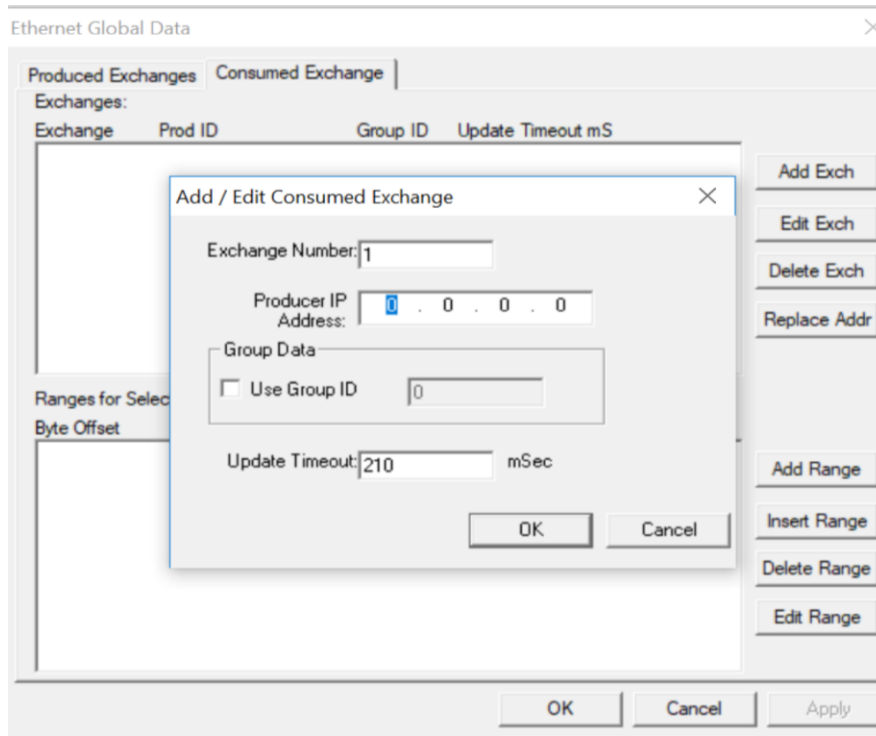 Ethernet Global Data
Produced Exchanges Consumed Exchange
Exchanges:
Exchange Prod ID Group ID Update Timeout mS
Add Exch
Add / Edit Consumed Exchange
Edit Exch
Exchange Number: 1
Delete Exch
Producer IP Address: 0 . 0 . 0 . 0
Replace Addr
Group Data
Use Group ID 0
Ranges for Selec
Byte Offset
Update Timeout: 210 mSec
Add Range
Insert Range
OK Cancel
Delete Range
Edit Range
OK Cancel Apply